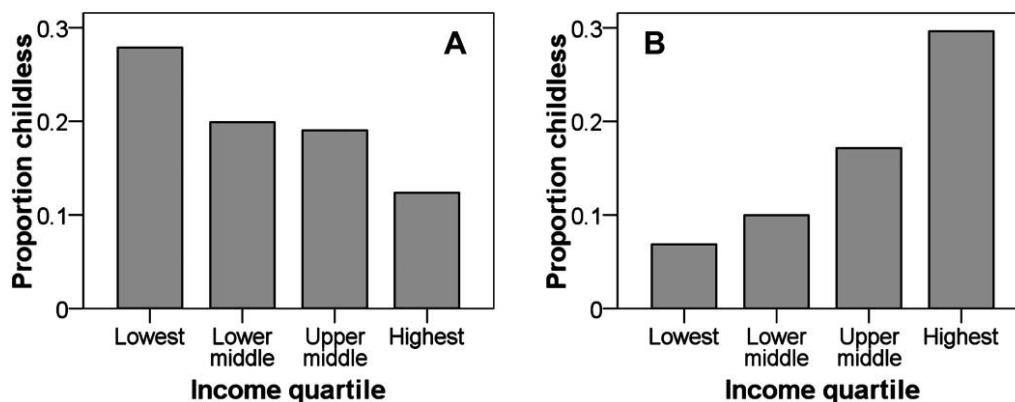 A
Proportion childless
0.3
0.2
0.1
0
Lowest
Lower
middle
Upper
middle
Highest
Income quartile
B
Proportion childless
0.3
0.2
0.1
0
Lowest
Lower
middle
Upper
middle
Highest
Income quartile